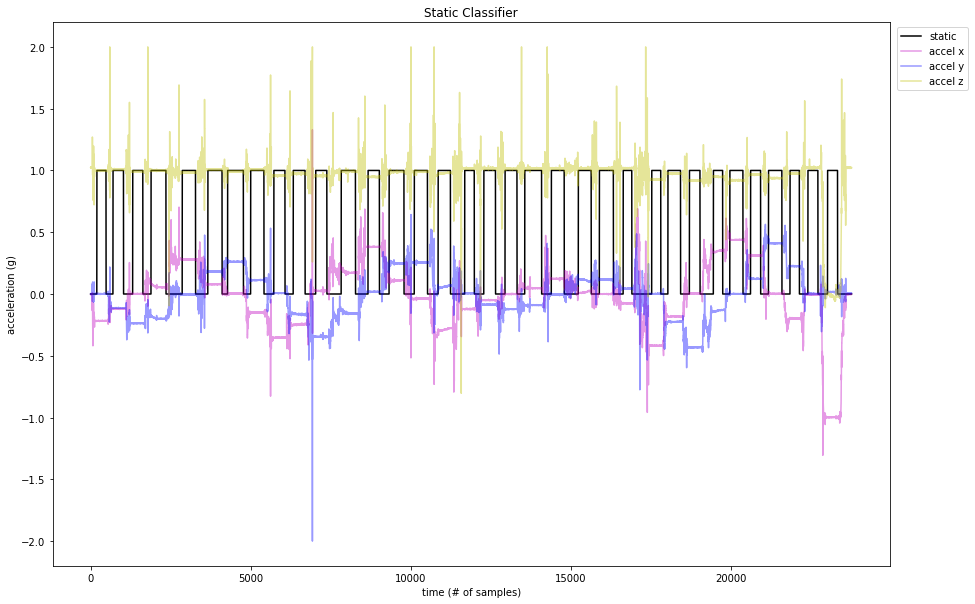 Static Classifier
static
accel x
accel y
accel z
acceleration (g)
2.0
1.5
1.0
0.5
0.0
−0.5
−1.0
−1.5
−2.0
0
5000
10000
15000
20000
time (# of samples)